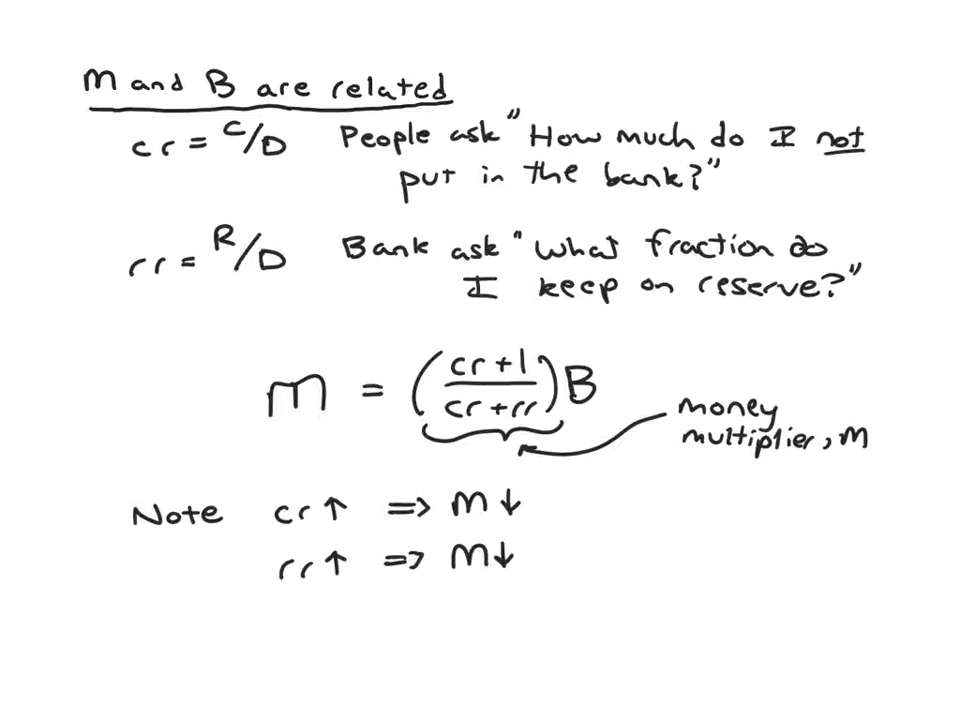 M and B are related
cr = C/D People ask "How much do I not
put in the bank?"
rr = R/D Bank ask "What fraction do
I keep on reserve?"
M = (cr+1 / cr+rr) B
money
multiplier, m
Note cr↑ => M↓
rr↑ => M↓